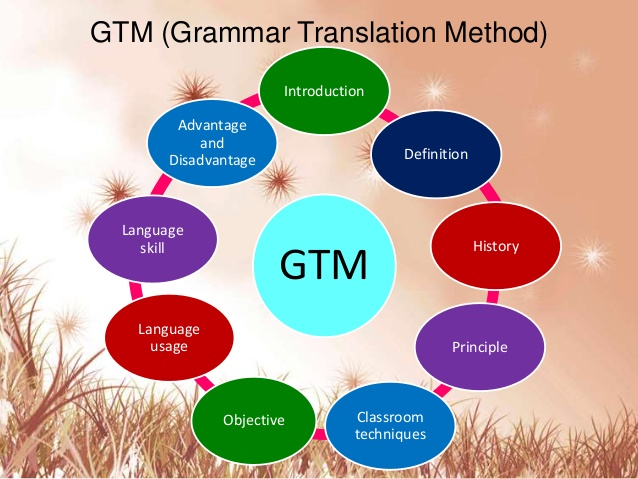 GTM (Grammar Translation Method)
Introduction
Definition
History
Principle
Classroom
techniques
Objective
Language
usage
Language
skill
Advantage
and
Disadvantage
GTM